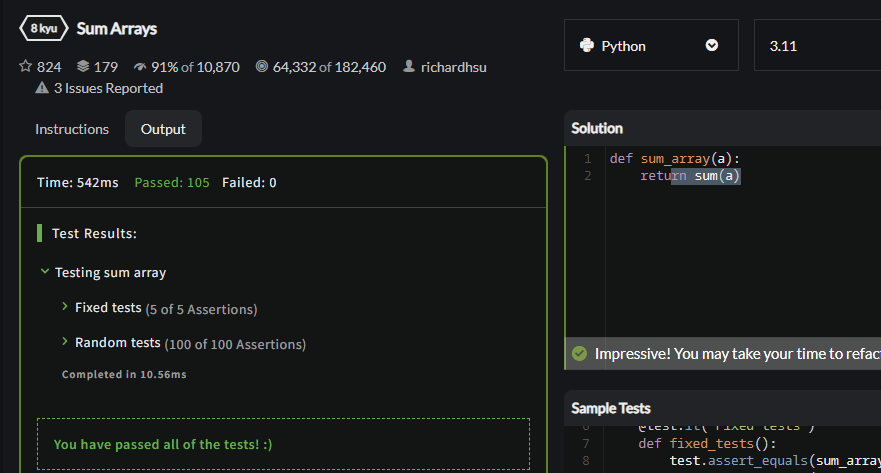 8 kyu Sum Arrays
824 179 91% of 10,870 64,332 of 182,460 richardhsu
3 Issues Reported
Instructions Output
Time: 542ms Passed: 105 Failed: 0
Test Results:
Testing sum array
Fixed tests (5 of 5 Assertions)
Random tests (100 of 100 Assertions)
Completed in 10.56ms
You have passed all of the tests! :)
Python 3.11
Solution
1 def sum_array(a):
2 return sum(a)
Impressive! You may take your time to refac
Sample Tests
6 @test.it('Fixed tests')
7 def fixed_tests():
8 test.assert_equals(sum_array